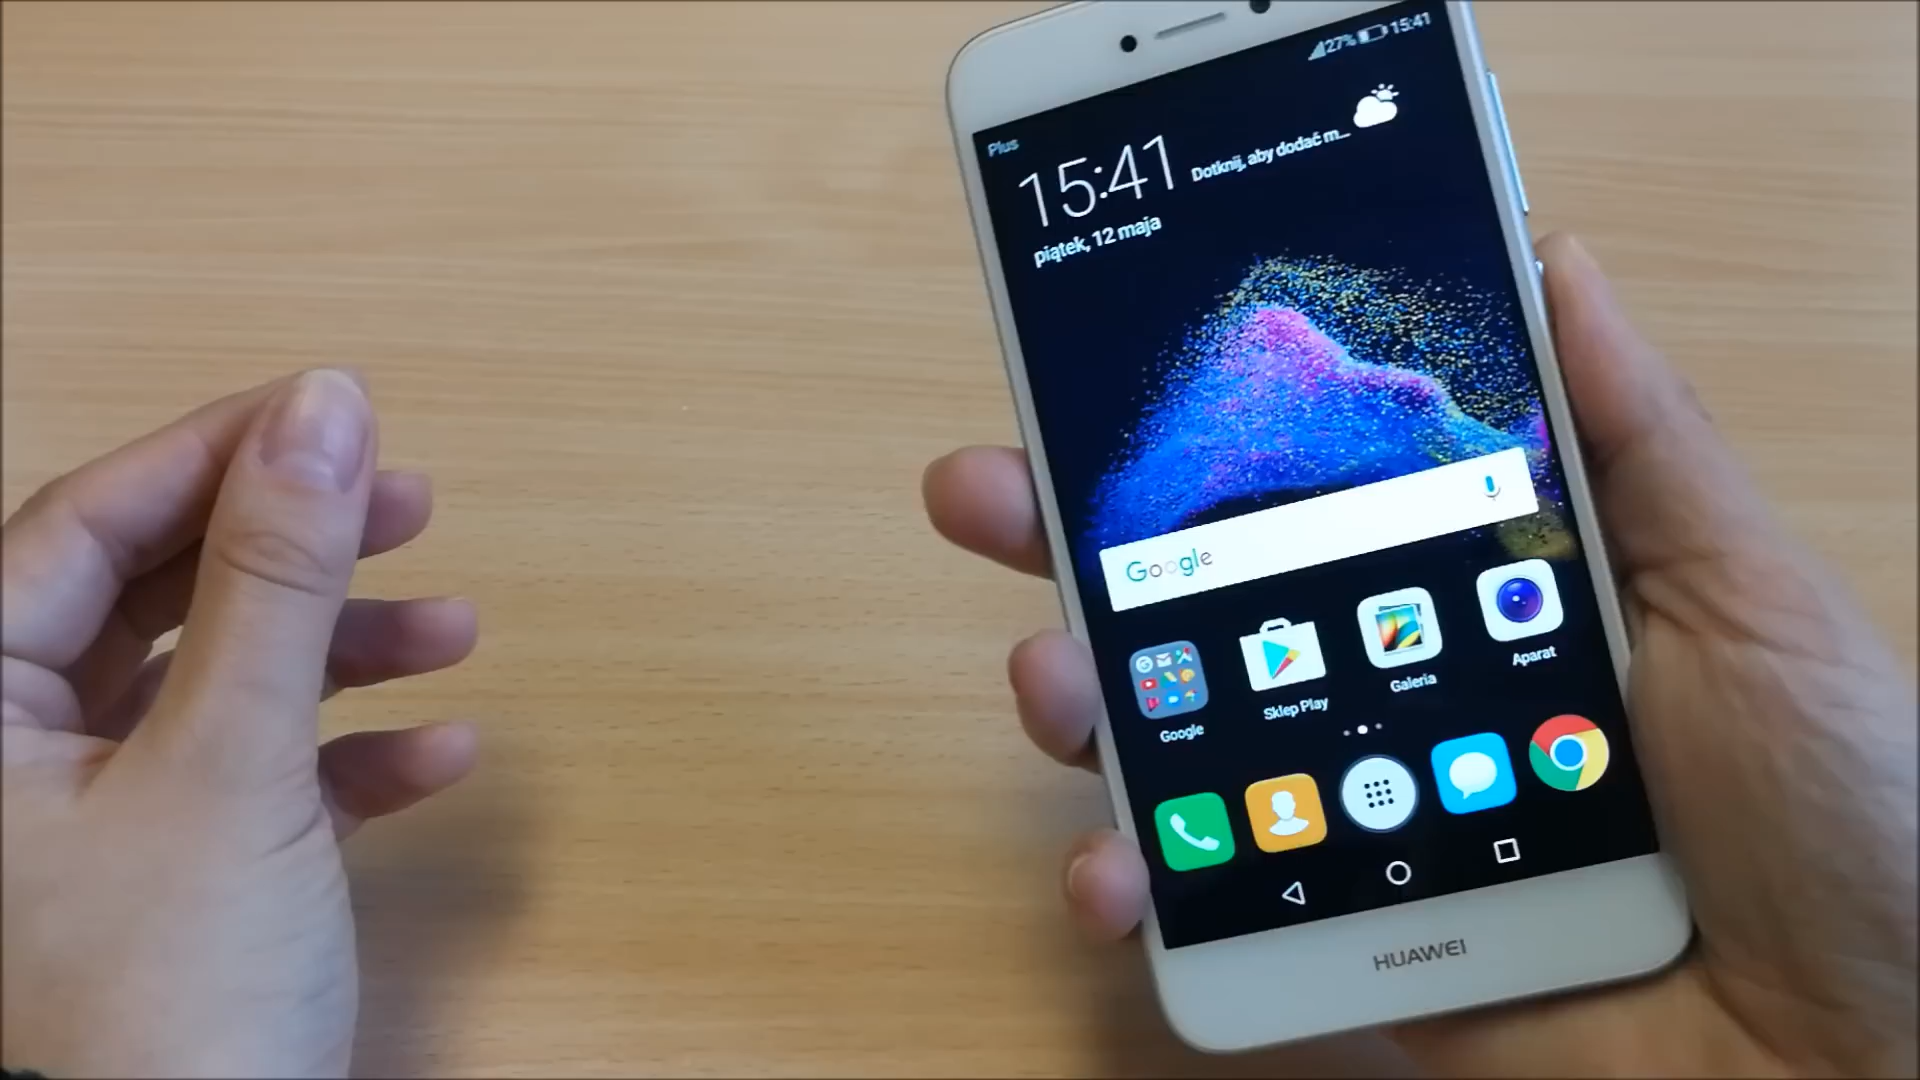 27% 15:41
Plus
15:41
Dotknij, aby dodać m...
piątek, 12 maja
Google
Google
Sklep Play
Galeria
Aparat
HUAWEI